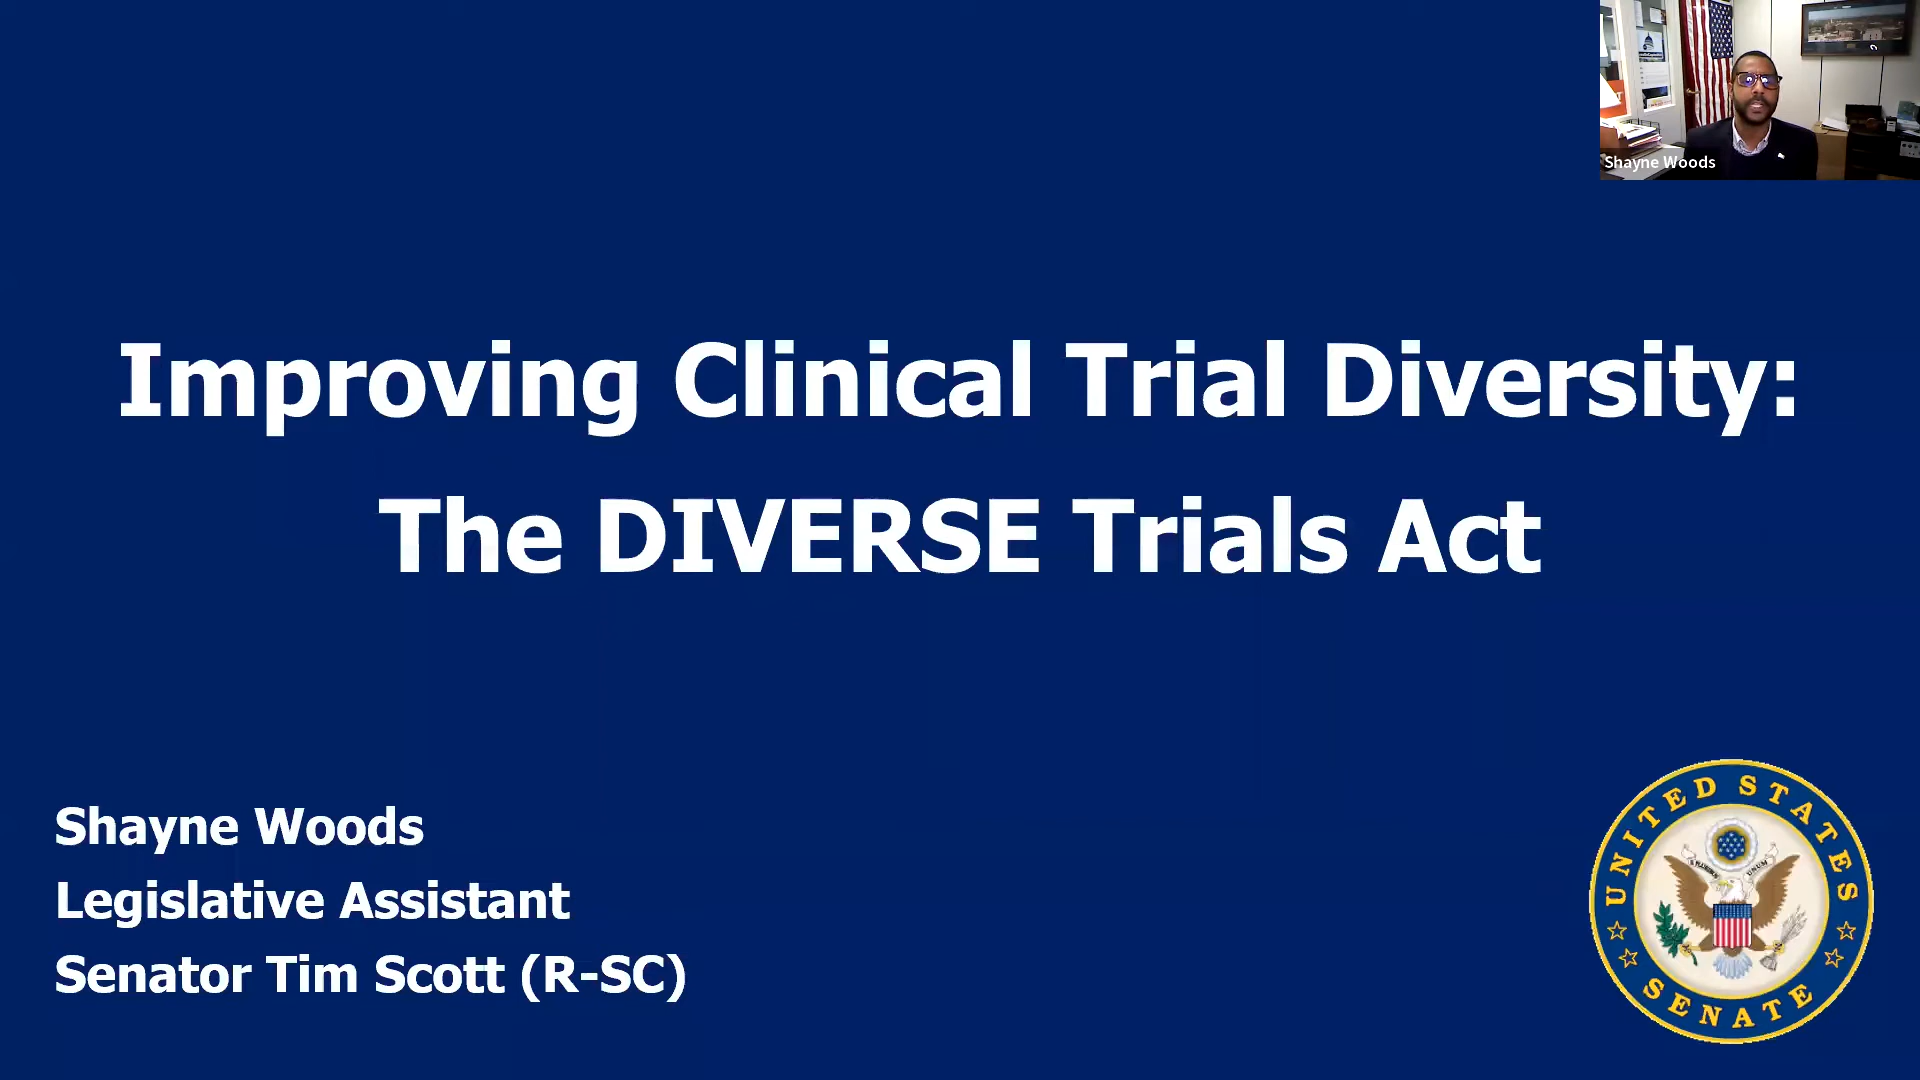 Shayne Woods
Improving Clinical Trial Diversity:
The DIVERSE Trials Act
Shayne Woods
Legislative Assistant
Senator Tim Scott (R-SC)
UNITED STATES
SENATE